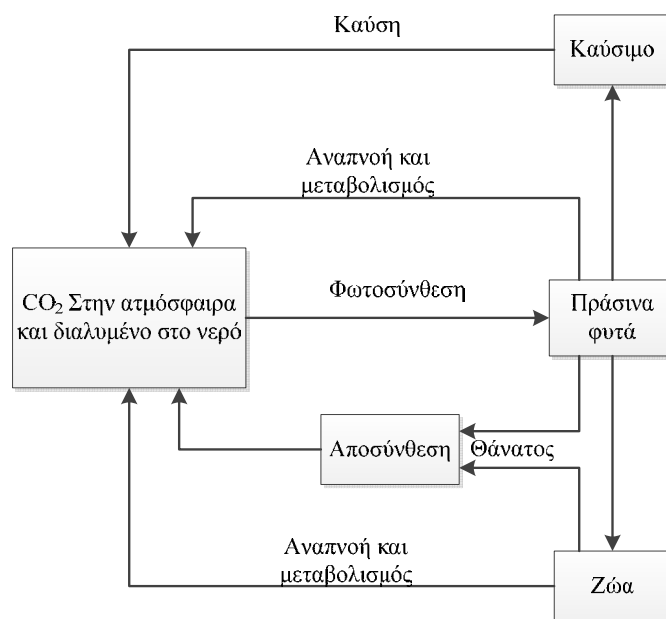 Καύση
Καύσιμο
Αναπνοή και
μεταβολισμός
CO₂ Στην ατμόσφαιρα
και διαλυμένο στο νερό
Φωτοσύνθεση
Πράσινα
φυτά
Αποσύνθεση
Θάνατος
Αναπνοή και
μεταβολισμός
Ζώα